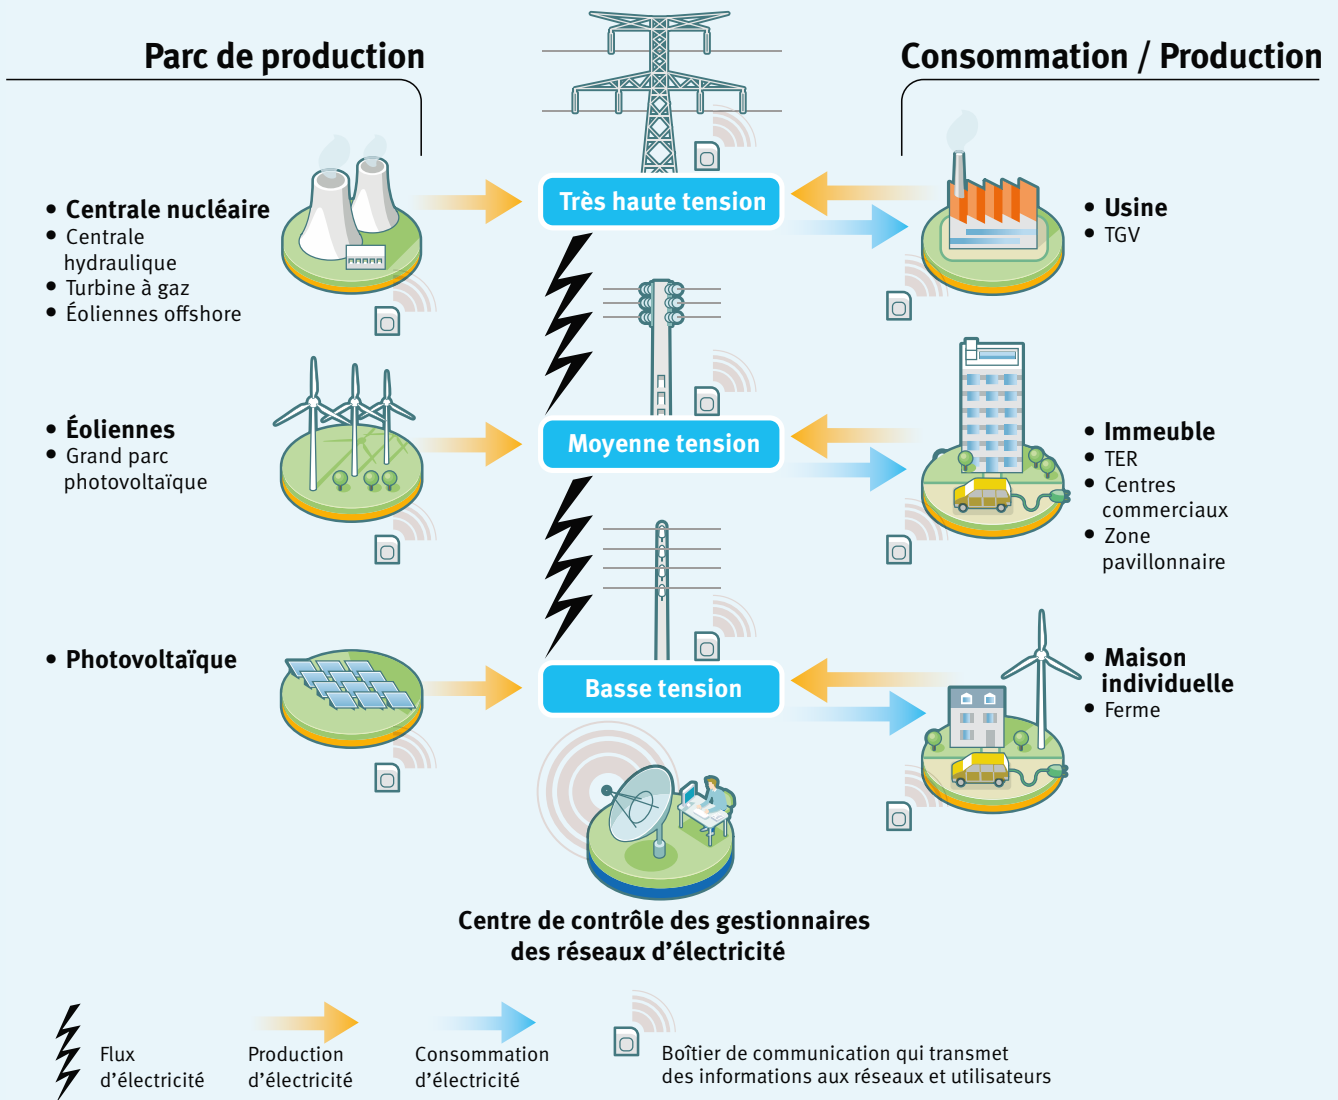 Parc de production
Consommation / Production
Très haute tension
• Centrale nucléaire
• Centrale
hydraulique
• Turbine à gaz
• Éoliennes offshore
• Usine
• TGV
Moyenne tension
• Éoliennes
• Grand parc
photovoltaïque
• Immeuble
• TER
• Centres
commerciaux
• Zone
pavillonnaire
• Photovoltaïque
Basse tension
• Maison
individuelle
• Ferme
Centre de contrôle des gestionnaires
des réseaux d’électricité
Flux
d’électricité
Production
d’électricité
Consommation
d’électricité
Boîtier de communication qui transmet
des informations aux réseaux et utilisateurs